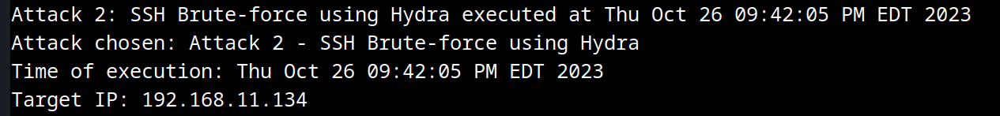 Attack 2: SSH Brute-force using Hydra executed at Thu Oct 26 09:42:05 PM EDT 2023
Attack chosen: Attack 2 - SSH Brute-force using Hydra
Time of execution: Thu Oct 26 09:42:05 PM EDT 2023
Target IP: 192.168.11.134